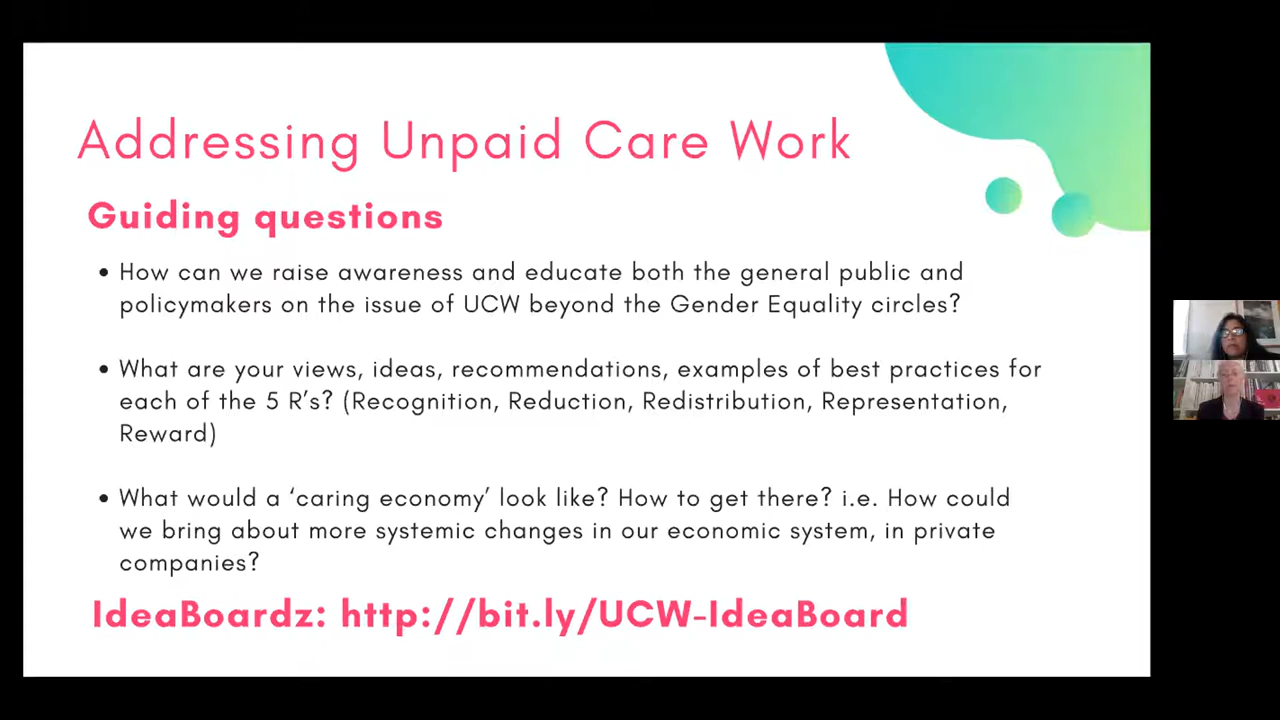 Addressing Unpaid Care Work
Guiding questions
• How can we raise awareness and educate both the general public and
policymakers on the issue of UCW beyond the Gender Equality circles?
• What are your views, ideas, recommendations, examples of best practices for
each of the 5 R's? (Recognition, Reduction, Redistribution, Representation,
Reward)
• What would a ‘caring economy’ look like? How to get there? i.e. How could
we bring about more systemic changes in our economic system, in private
companies?
IdeaBoardz: http://bit.ly/UCW-IdeaBoard